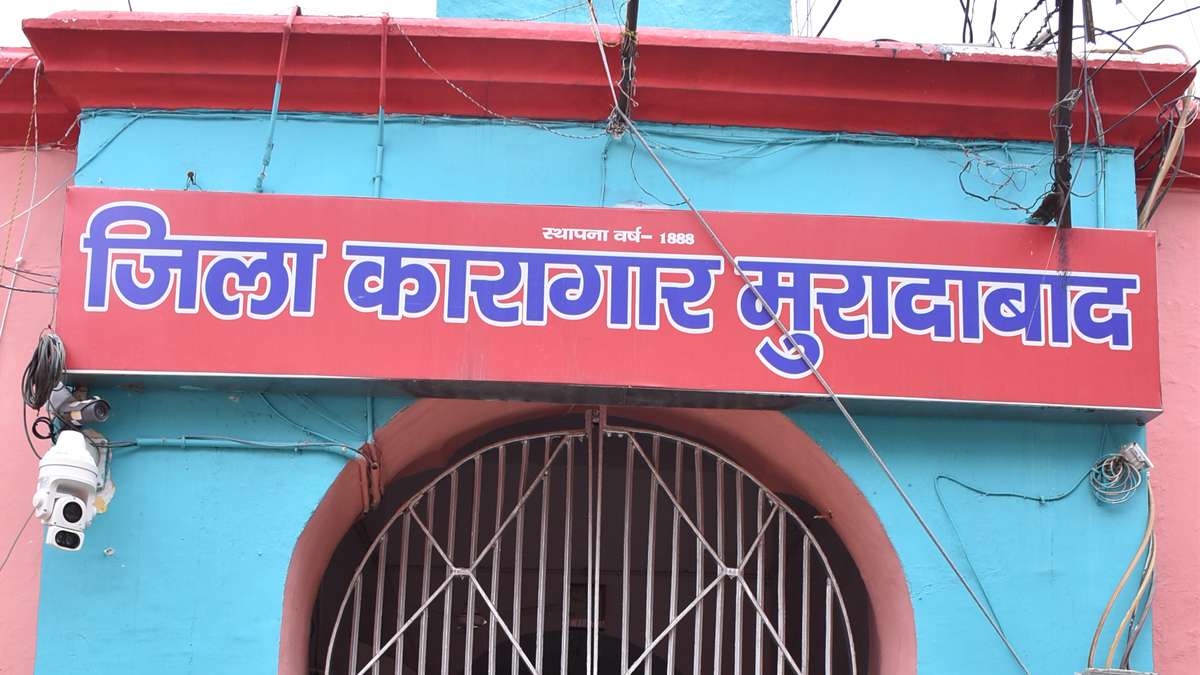 स्थापना वर्ष- 1888
जिला कारागार मुरादाबाद